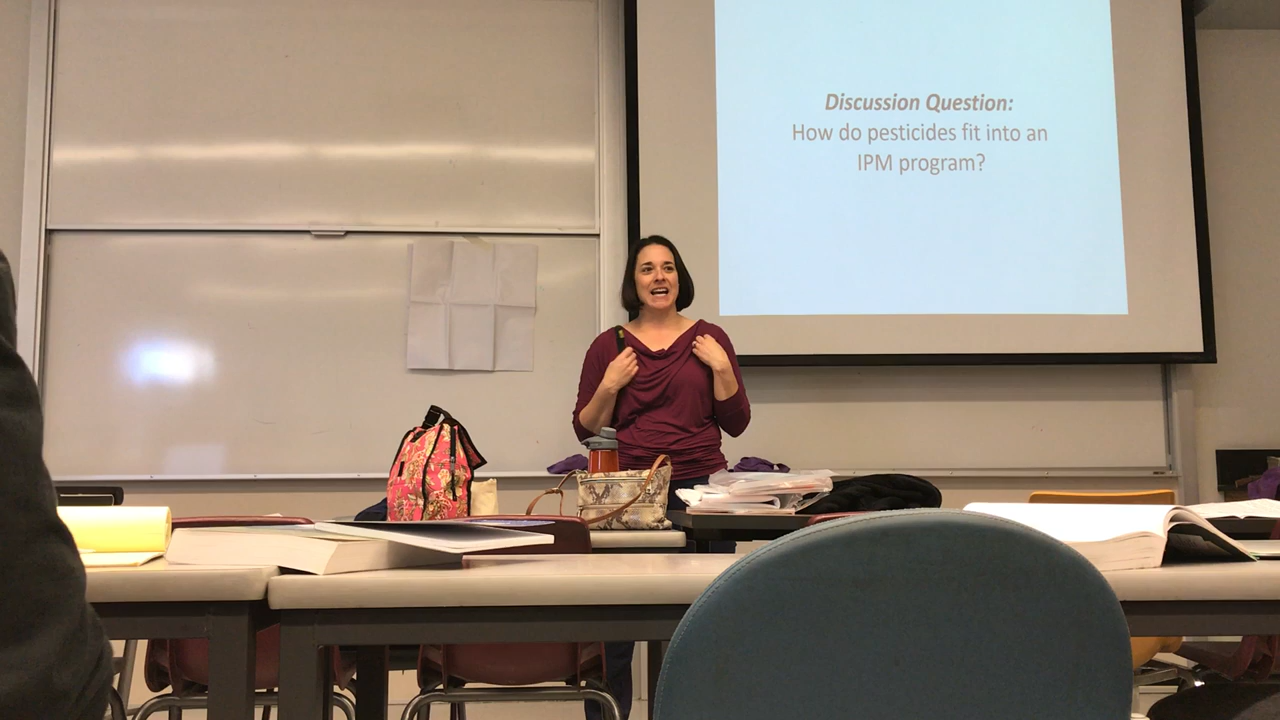 Discussion Question:
How do pesticides fit into an
IPM program?